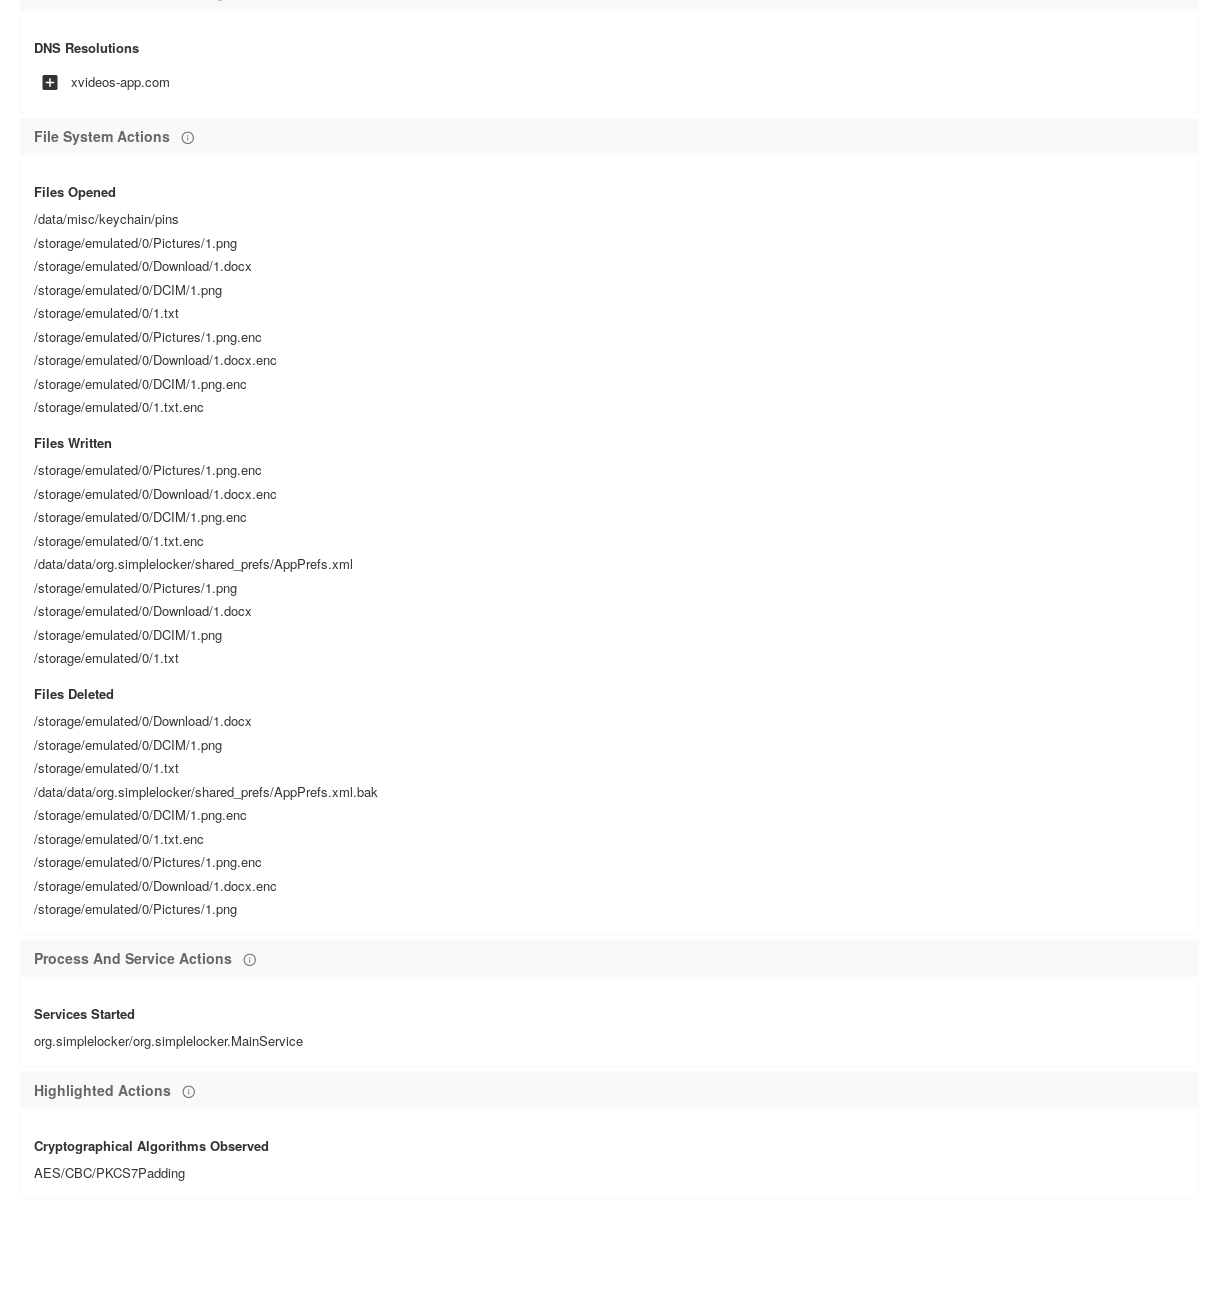 DNS Resolutions
xvideos-app.com
File System Actions
Files Opened
/data/misc/keychain/pins
/storage/emulated/0/Pictures/1.png
/storage/emulated/0/Download/1.docx
/storage/emulated/0/DCIM/1.png
/storage/emulated/0/1.txt
/storage/emulated/0/Pictures/1.png.enc
/storage/emulated/0/Download/1.docx.enc
/storage/emulated/0/DCIM/1.png.enc
/storage/emulated/0/1.txt.enc
Files Written
/storage/emulated/0/Pictures/1.png.enc
/storage/emulated/0/Download/1.docx.enc
/storage/emulated/0/DCIM/1.png.enc
/storage/emulated/0/1.txt.enc
/data/data/org.simplelocker/shared_prefs/AppPrefs.xml
/storage/emulated/0/Pictures/1.png
/storage/emulated/0/Download/1.docx
/storage/emulated/0/DCIM/1.png
/storage/emulated/0/1.txt
Files Deleted
/storage/emulated/0/Download/1.docx
/storage/emulated/0/DCIM/1.png
/storage/emulated/0/1.txt
/data/data/org.simplelocker/shared_prefs/AppPrefs.xml.bak
/storage/emulated/0/DCIM/1.png.enc
/storage/emulated/0/1.txt.enc
/storage/emulated/0/Pictures/1.png.enc
/storage/emulated/0/Download/1.docx.enc
/storage/emulated/0/Pictures/1.png
Process And Service Actions
Services Started
org.simplelocker/org.simplelocker.MainService
Highlighted Actions
Cryptographical Algorithms Observed
AES/CBC/PKCS7Padding